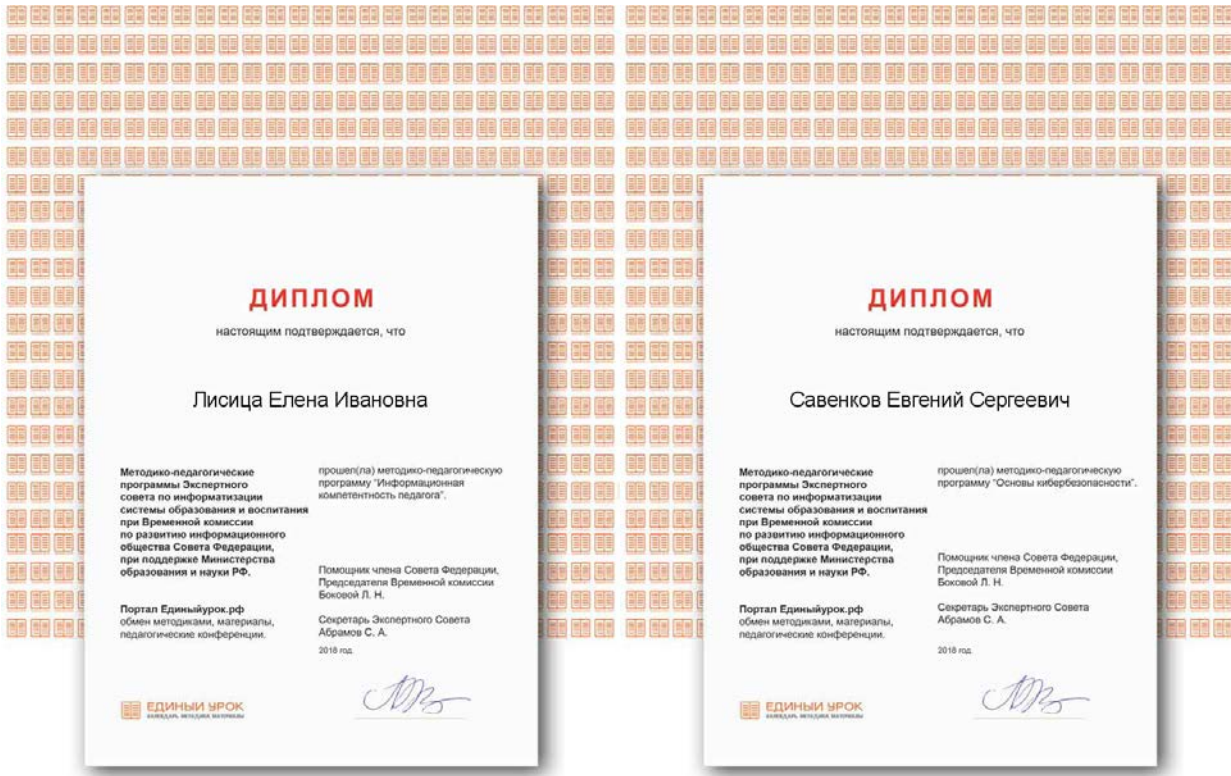 ДИПЛОМ
настоящим подтверждается, что
Лисица Елена Ивановна
Методико-педагогические
программы Экспертного
совета по информатизации
системы образования и воспитания
при Временной комиссии
по развитию информационного
общества Совета Федерации,
при поддержке Министерства
образования и науки РФ.
Портал Единыйурок.рф
обмен методиками, материалы,
педагогические конференции.
прошел(ла) методико-педагогическую
программу "Информационная
компетентность педагога".
Помощник члена Совета Федерации,
Председателя Временной комиссии
Боковой Л. Н.
Секретарь Экспертного Совета
Абрамов С. А.
2018 год
ЕДИНЫЙ УРОК
КАЛЕНДАРЬ, МЕТОДИКИ, МАТЕРИАЛЫ
ДИПЛОМ
настоящим подтверждается, что
Савенков Евгений Сергеевич
Методико-педагогические
программы Экспертного
совета по информатизации
системы образования и воспитания
при Временной комиссии
по развитию информационного
общества Совета Федерации,
при поддержке Министерства
образования и науки РФ.
Портал Единыйурок.рф
обмен методиками, материалы,
педагогические конференции.
прошел(ла) методико-педагогическую
программу "Основы кибербезопасности".
Помощник члена Совета Федерации,
Председателя Временной комиссии
Боковой Л. Н.
Секретарь Экспертного Совета
Абрамов С. А.
2018 год
ЕДИНЫЙ УРОК
КАЛЕНДАРЬ, МЕТОДИКИ, МАТЕРИАЛЫ